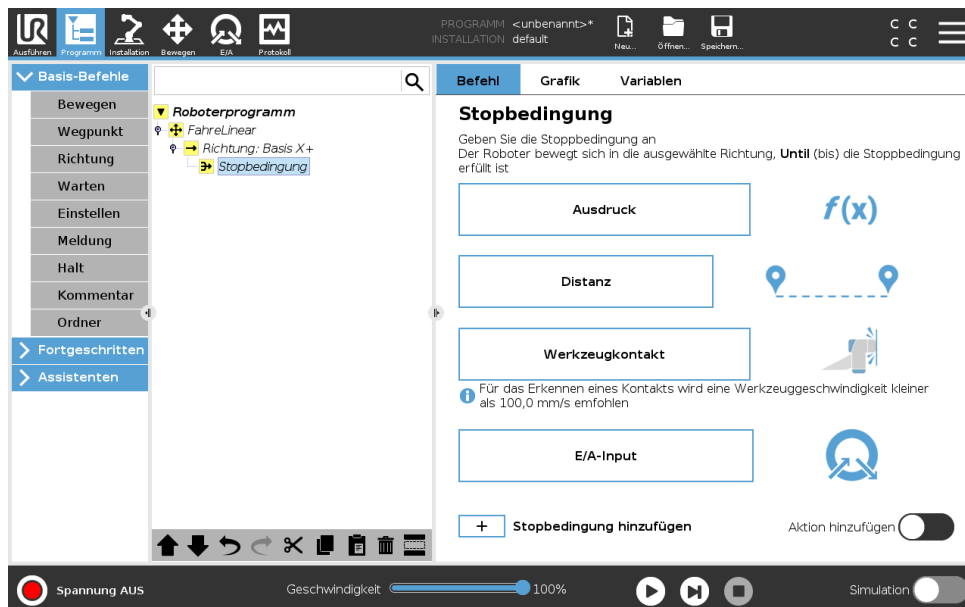 PROGRAMM <unbenannt>*
INSTALLATION default
Ausführen Programm Installation Bewegen E/A Protokoll Neu... Öffnen... Speichern...
C C
C C
Basis-Befehle
Bewegen
Wegpunkt
Richtung
Warten
Einstellen
Meldung
Halt
Kommentar
Ordner
Fortgeschritten
Assistenten
Roboterprogramm
FahreLinear
Richtung: Basis X+
Stopbedingung
Befehl Grafik Variablen
Stopbedingung
Geben Sie die Stoppbedingung an
Der Roboter bewegt sich in die ausgewählte Richtung, Until (bis) die Stoppbedingung
erfüllt ist
Ausdruck f(x)
Distanz
Werkzeugkontakt
Für das Erkennen eines Kontakts wird eine Werkzeuggeschwindigkeit kleiner
als 100,0 mm/s emfohlen
E/A-Input
+ Stopbedingung hinzufügen Aktion hinzufügen
Spannung AUS Geschwindigkeit 100% Simulation